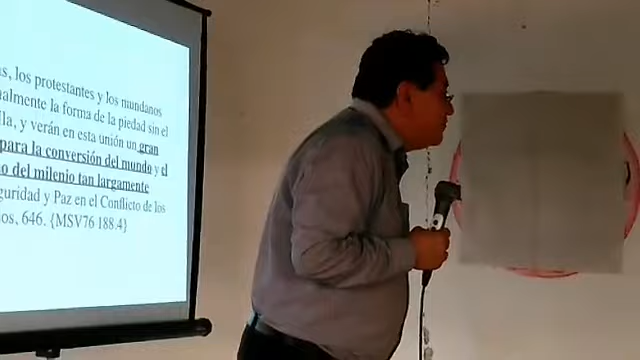 s, los protestantes y los mundanos
almente la forma de la piedad sin el
lla, y verán en esta unión un gran
para la conversión del mundo y el
o del milenio tan largamente
guridad y Paz en el Conflicto de los
os, 646. {MSV76 188.4}